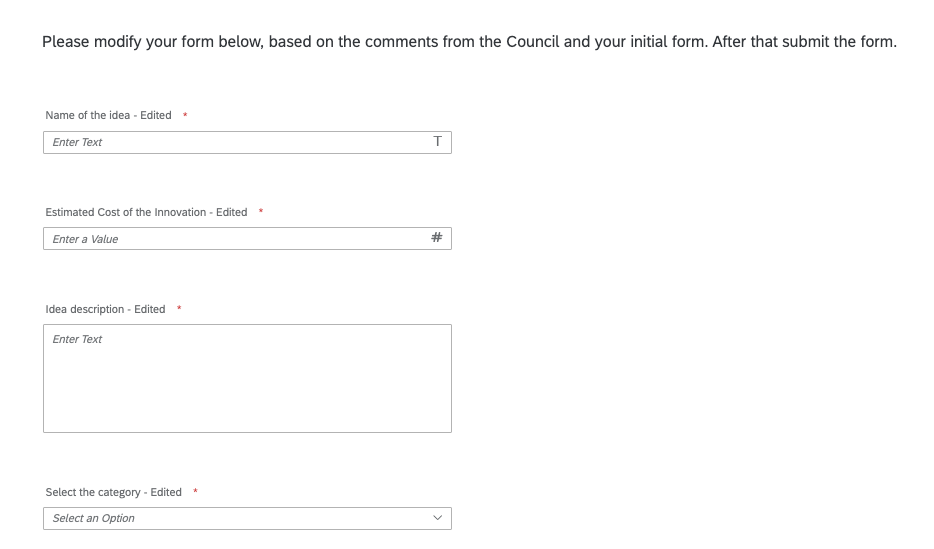 Please modify your form below, based on the comments from the Council and your initial form. After that submit the form.
Name of the idea - Edited *
Enter Text T
Estimated Cost of the Innovation - Edited *
Enter a Value #
Idea description - Edited *
Enter Text
Select the category - Edited *
Select an Option